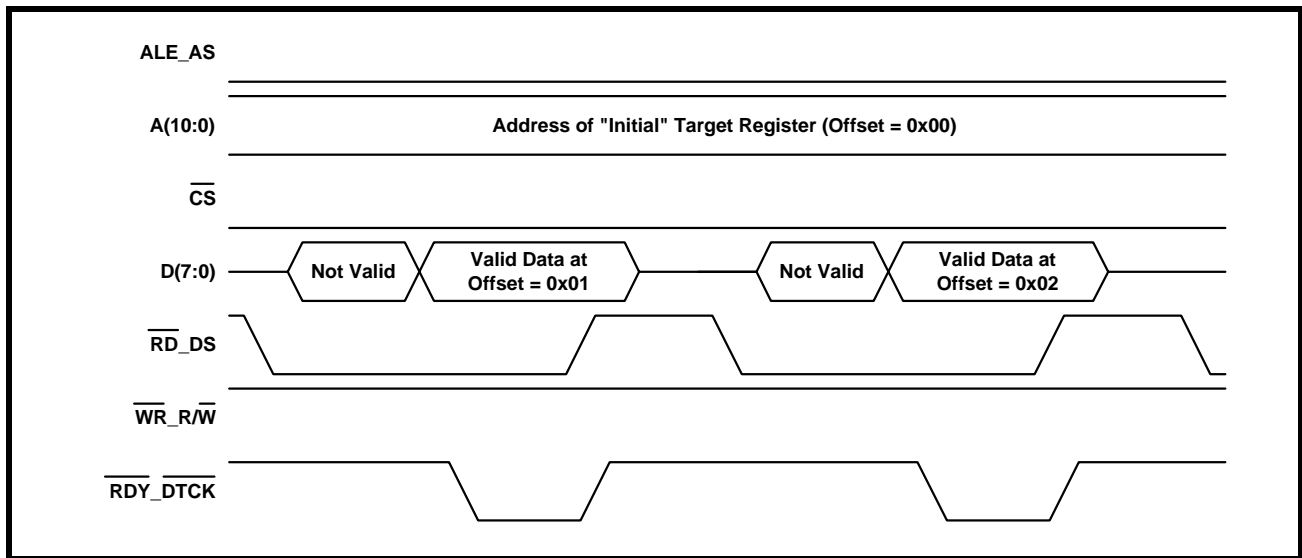 ALE_AS
A(10:0)
Address of "Initial" Target Register (Offset = 0x00)
CS
D(7:0)
Not Valid
Valid Data at
Offset = 0x01
Not Valid
Valid Data at
Offset = 0x02
RD_DS
WR_R/W
RDY_DTCK